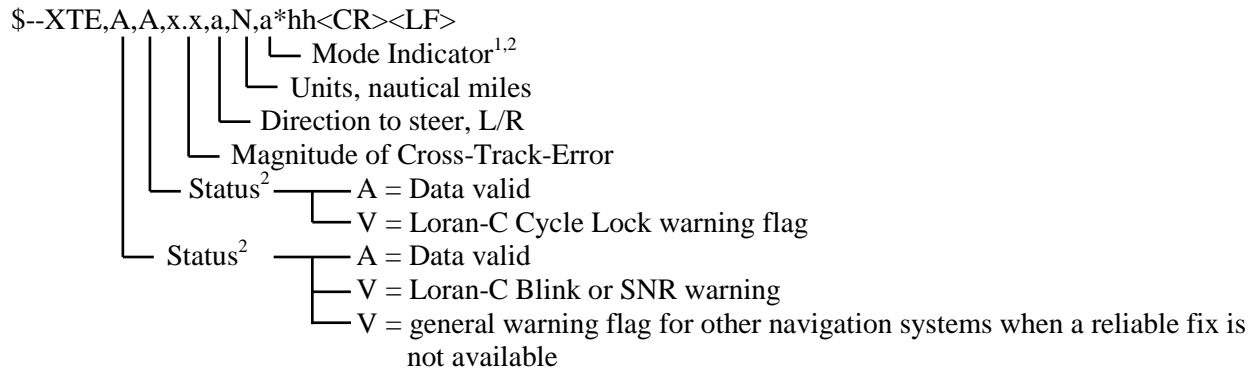 $--XTE,A,A,x.x,a,N,a*hh<CR><LF>
Mode Indicator1,2
Units, nautical miles
Direction to steer, L/R
Magnitude of Cross-Track-Error
Status2 A = Data valid
V = Loran-C Cycle Lock warning flag
Status2 A = Data valid
V = Loran-C Blink or SNR warning
V = general warning flag for other navigation systems when a reliable fix is
not available